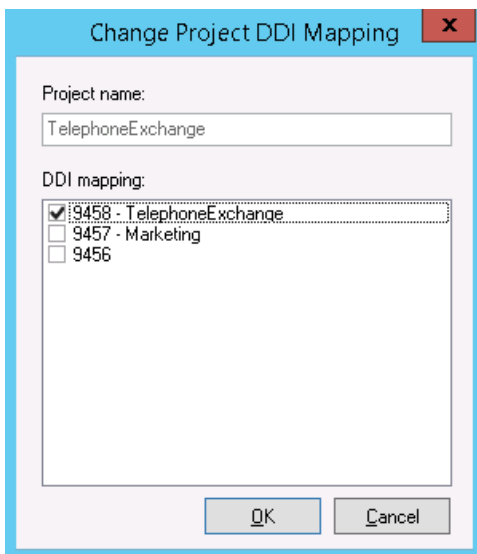 Change Project DDI Mapping
x
Project name:
TelephoneExchange
DDI mapping:
9458 - TelephoneExchange
9457 - Marketing
9456
OK
Cancel